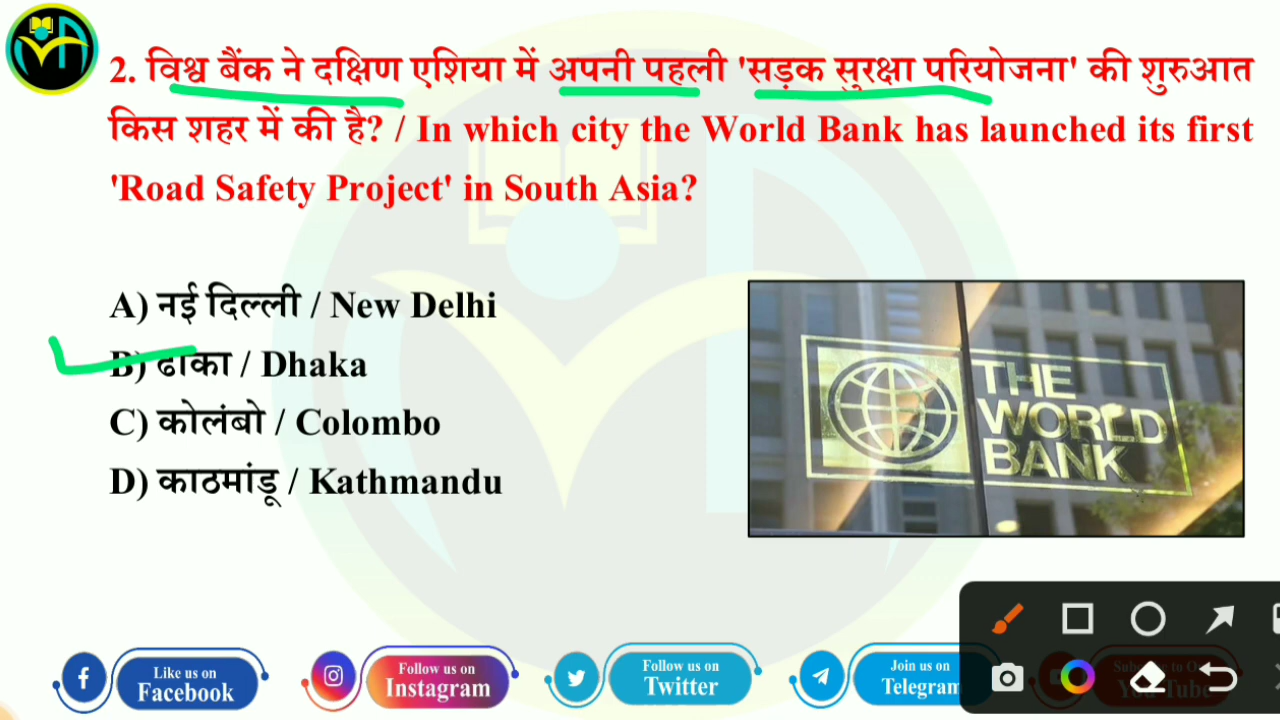 2. विश्व बैंक ने दक्षिण एशिया में अपनी पहली 'सड़क सुरक्षा परियोजना' की शुरुआत
किस शहर में की है? / In which city the World Bank has launched its first
'Road Safety Project' in South Asia?
A) नई दिल्ली / New Delhi
B) ढाका / Dhaka
C) कोलंबो / Colombo
D) काठमांडू / Kathmandu
THE
WORLD
BANK
Like us on
Facebook
Follow us on
Instagram
Follow us on
Twitter
Join us on
Telegram